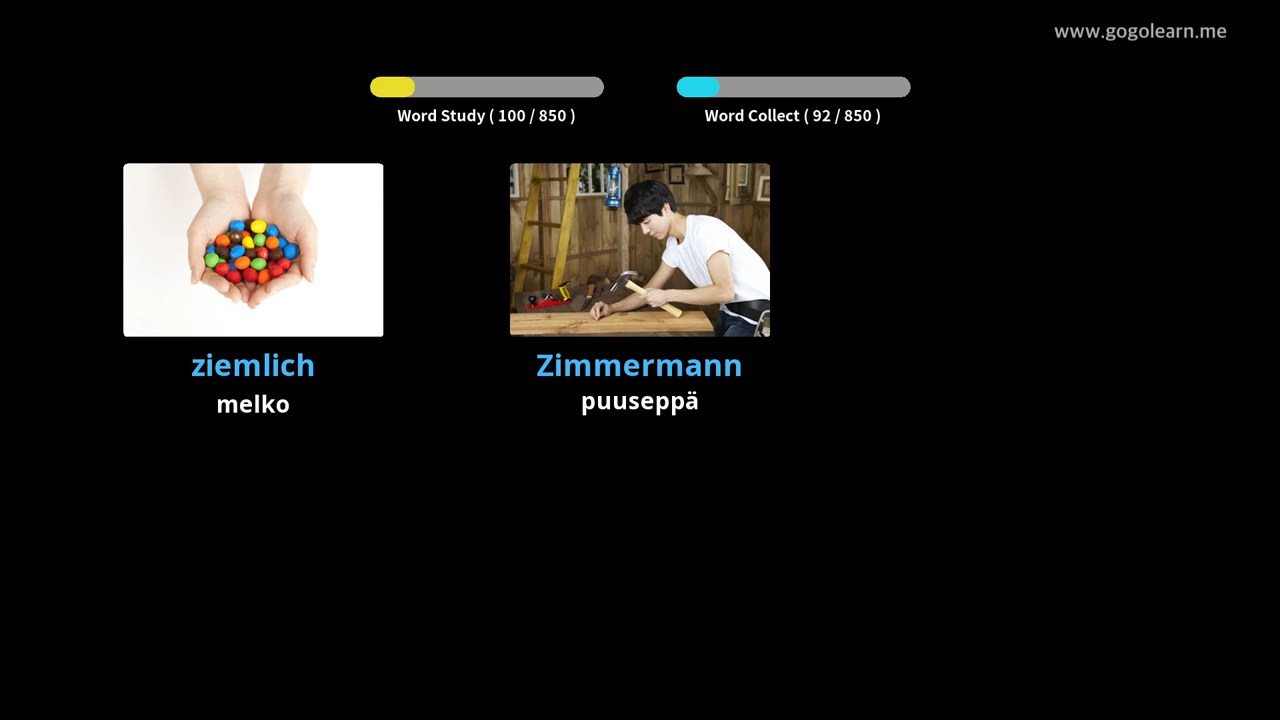 www.gogolearn.me
Word Study ( 100 / 850 )
Word Collect ( 92 / 850 )
ziemlich
melko
Zimmermann
puuseppä